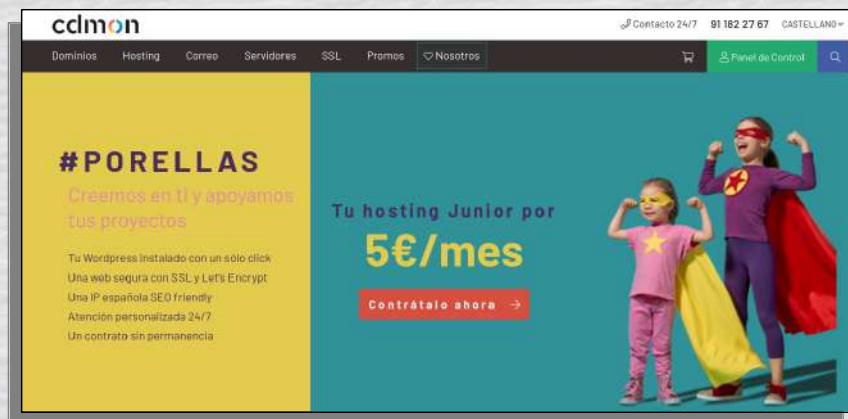 cdmon
Contacto 24/7 91 182 27 67 CASTELLANO
Dominios Hosting Correo Servidores SSL Promos Nosotros
Panel de Control
#PORELLAS
Creemos en ti y apoyamos
tus proyectos
Tu Wordpress instalado con un sólo click
Una web segura con SSL y Let's Encrypt
Una IP española SEO friendly
Atención personalizada 24/7
Un contrato sin permanencia
Tu hosting Junior por
5€/mes
Contrátalo ahora →